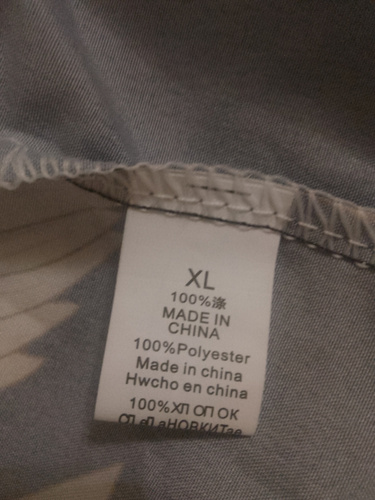 XL
100%涤
MADE IN
CHINA
100%Polyester
Made in china
Hwcho en china
100%ХЛ ОП ОК